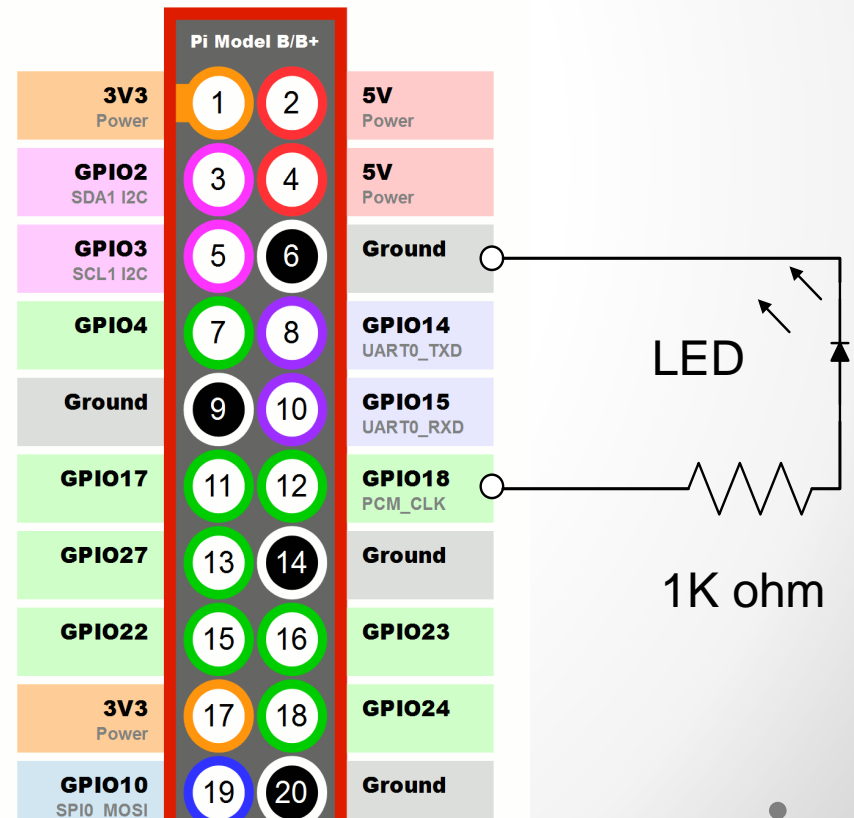 Pi Model B/B+
3V3
Power
1
2
5V
Power
GPIO2
SDA1 I2C
3
4
5V
Power
GPIO3
SCL1 I2C
5
6
Ground
GPIO4
7
8
GPIO14
UART0_TXD
LED
Ground
9
10
GPIO15
UART0_RXD
GPIO17
11
12
GPIO18
PCM_CLK
GPIO27
13
14
Ground
1K ohm
GPIO22
15
16
GPIO23
3V3
Power
17
18
GPIO24
GPIO10
SPI0_MOSI
19
20
Ground